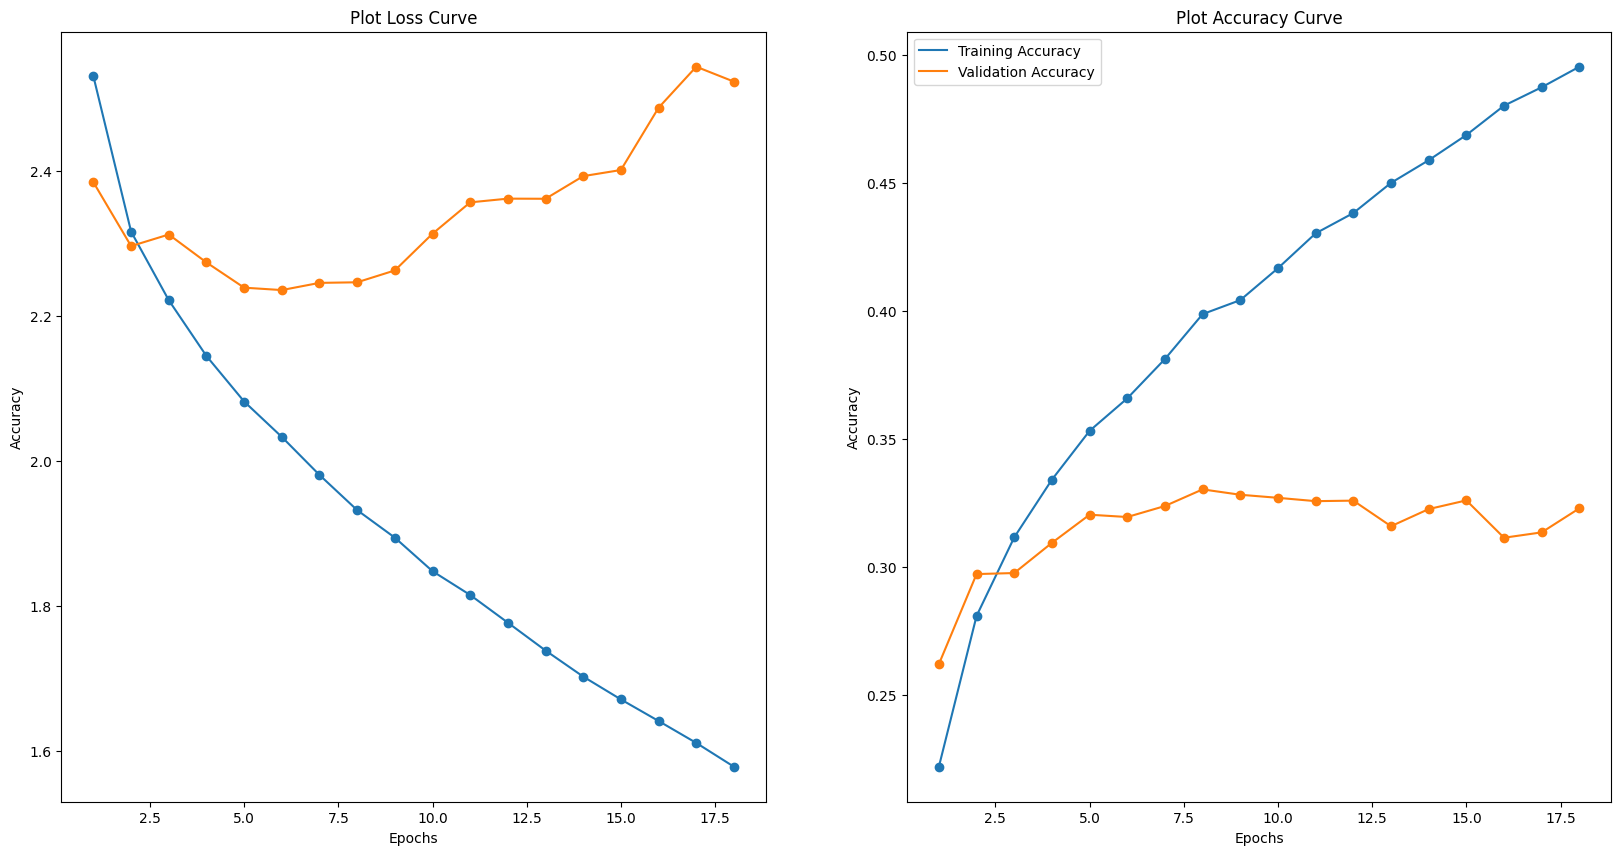 Plot Loss Curve
Accuracy
2.4
2.2
2.0
1.8
1.6
2.5 5.0 7.5 10.0 12.5 15.0 17.5
Epochs
Plot Accuracy Curve
Training Accuracy
Validation Accuracy
Accuracy
0.50
0.45
0.40
0.35
0.30
0.25
2.5 5.0 7.5 10.0 12.5 15.0 17.5
Epochs